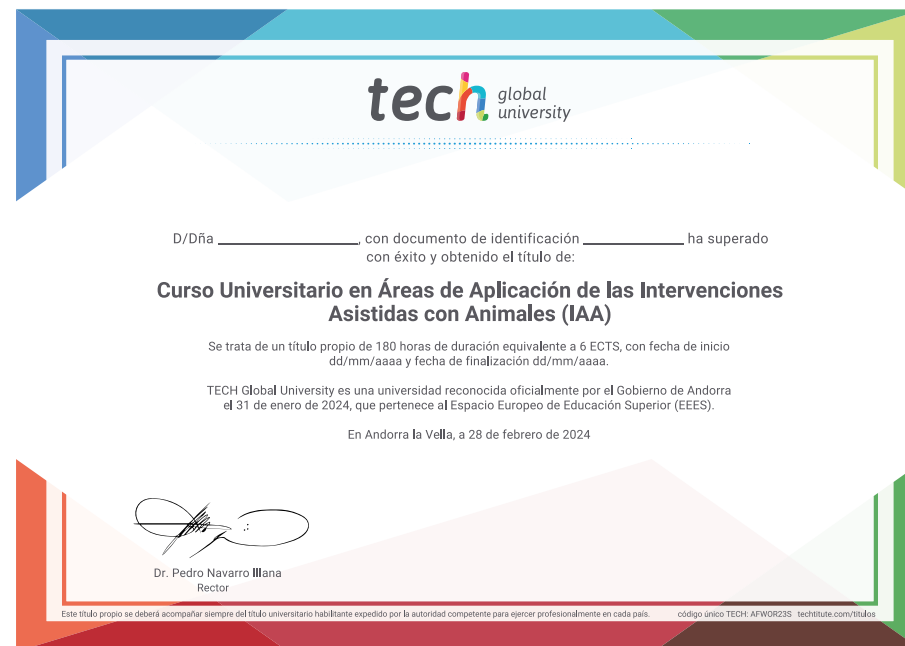 tech global university
D/Dña ____________________, con documento de identificación ______________ ha superado
con éxito y obtenido el título de:
Curso Universitario en Áreas de Aplicación de las Intervenciones
Asistidas con Animales (IAA)
Se trata de un título propio de 180 horas de duración equivalente a 6 ECTS, con fecha de inicio
dd/mm/aaaa y fecha de finalización dd/mm/aaaa.
TECH Global University es una universidad reconocida oficialmente por el Gobierno de Andorra
el 31 de enero de 2024, que pertenece al Espacio Europeo de Educación Superior (EEES).
En Andorra la Vella, a 28 de febrero de 2024
Dr. Pedro Navarro Illana
Rector
Este título propio se deberá acompañar siempre del título universitario habilitante expedido por la autoridad competente para ejercer profesionalmente en cada país. código único TECH: AFWOR23S techtitute.com/titulos